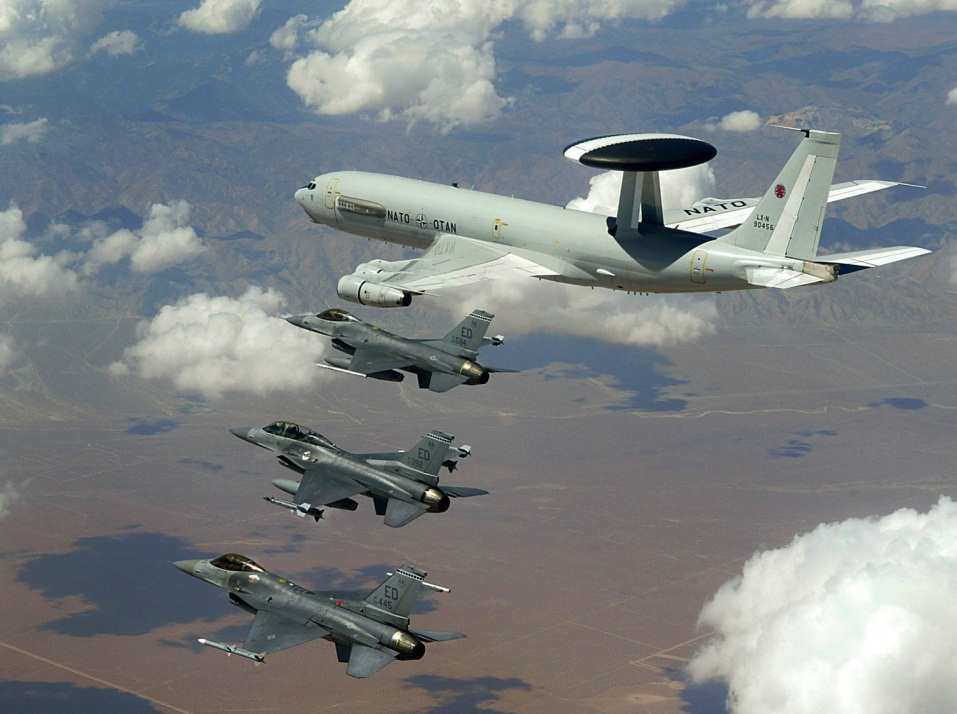 NATO OTAN
NATO
LX-N
90456
ED
ED
ED
445